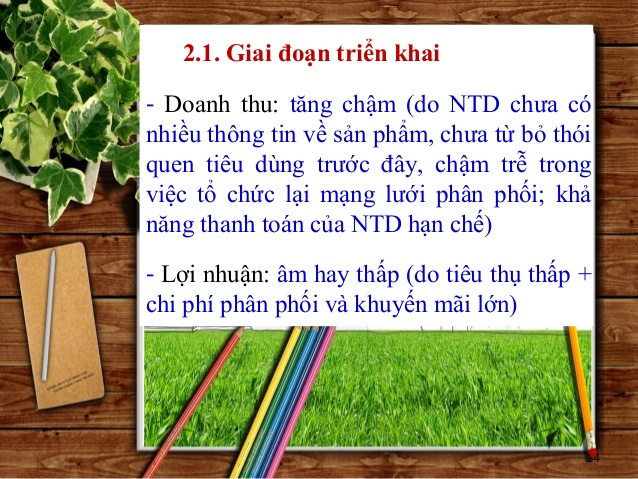 2.1. Giai đoạn triển khai
- Doanh thu: tăng chậm (do NTD chưa có
nhiều thông tin về sản phẩm, chưa từ bỏ thói
quen tiêu dùng trước đây, chậm trễ trong
việc tổ chức lại mạng lưới phân phối; khả
năng thanh toán của NTD hạn chế)
- Lợi nhuận: âm hay thấp (do tiêu thụ thấp +
chi phí phân phối và khuyến mãi lớn)